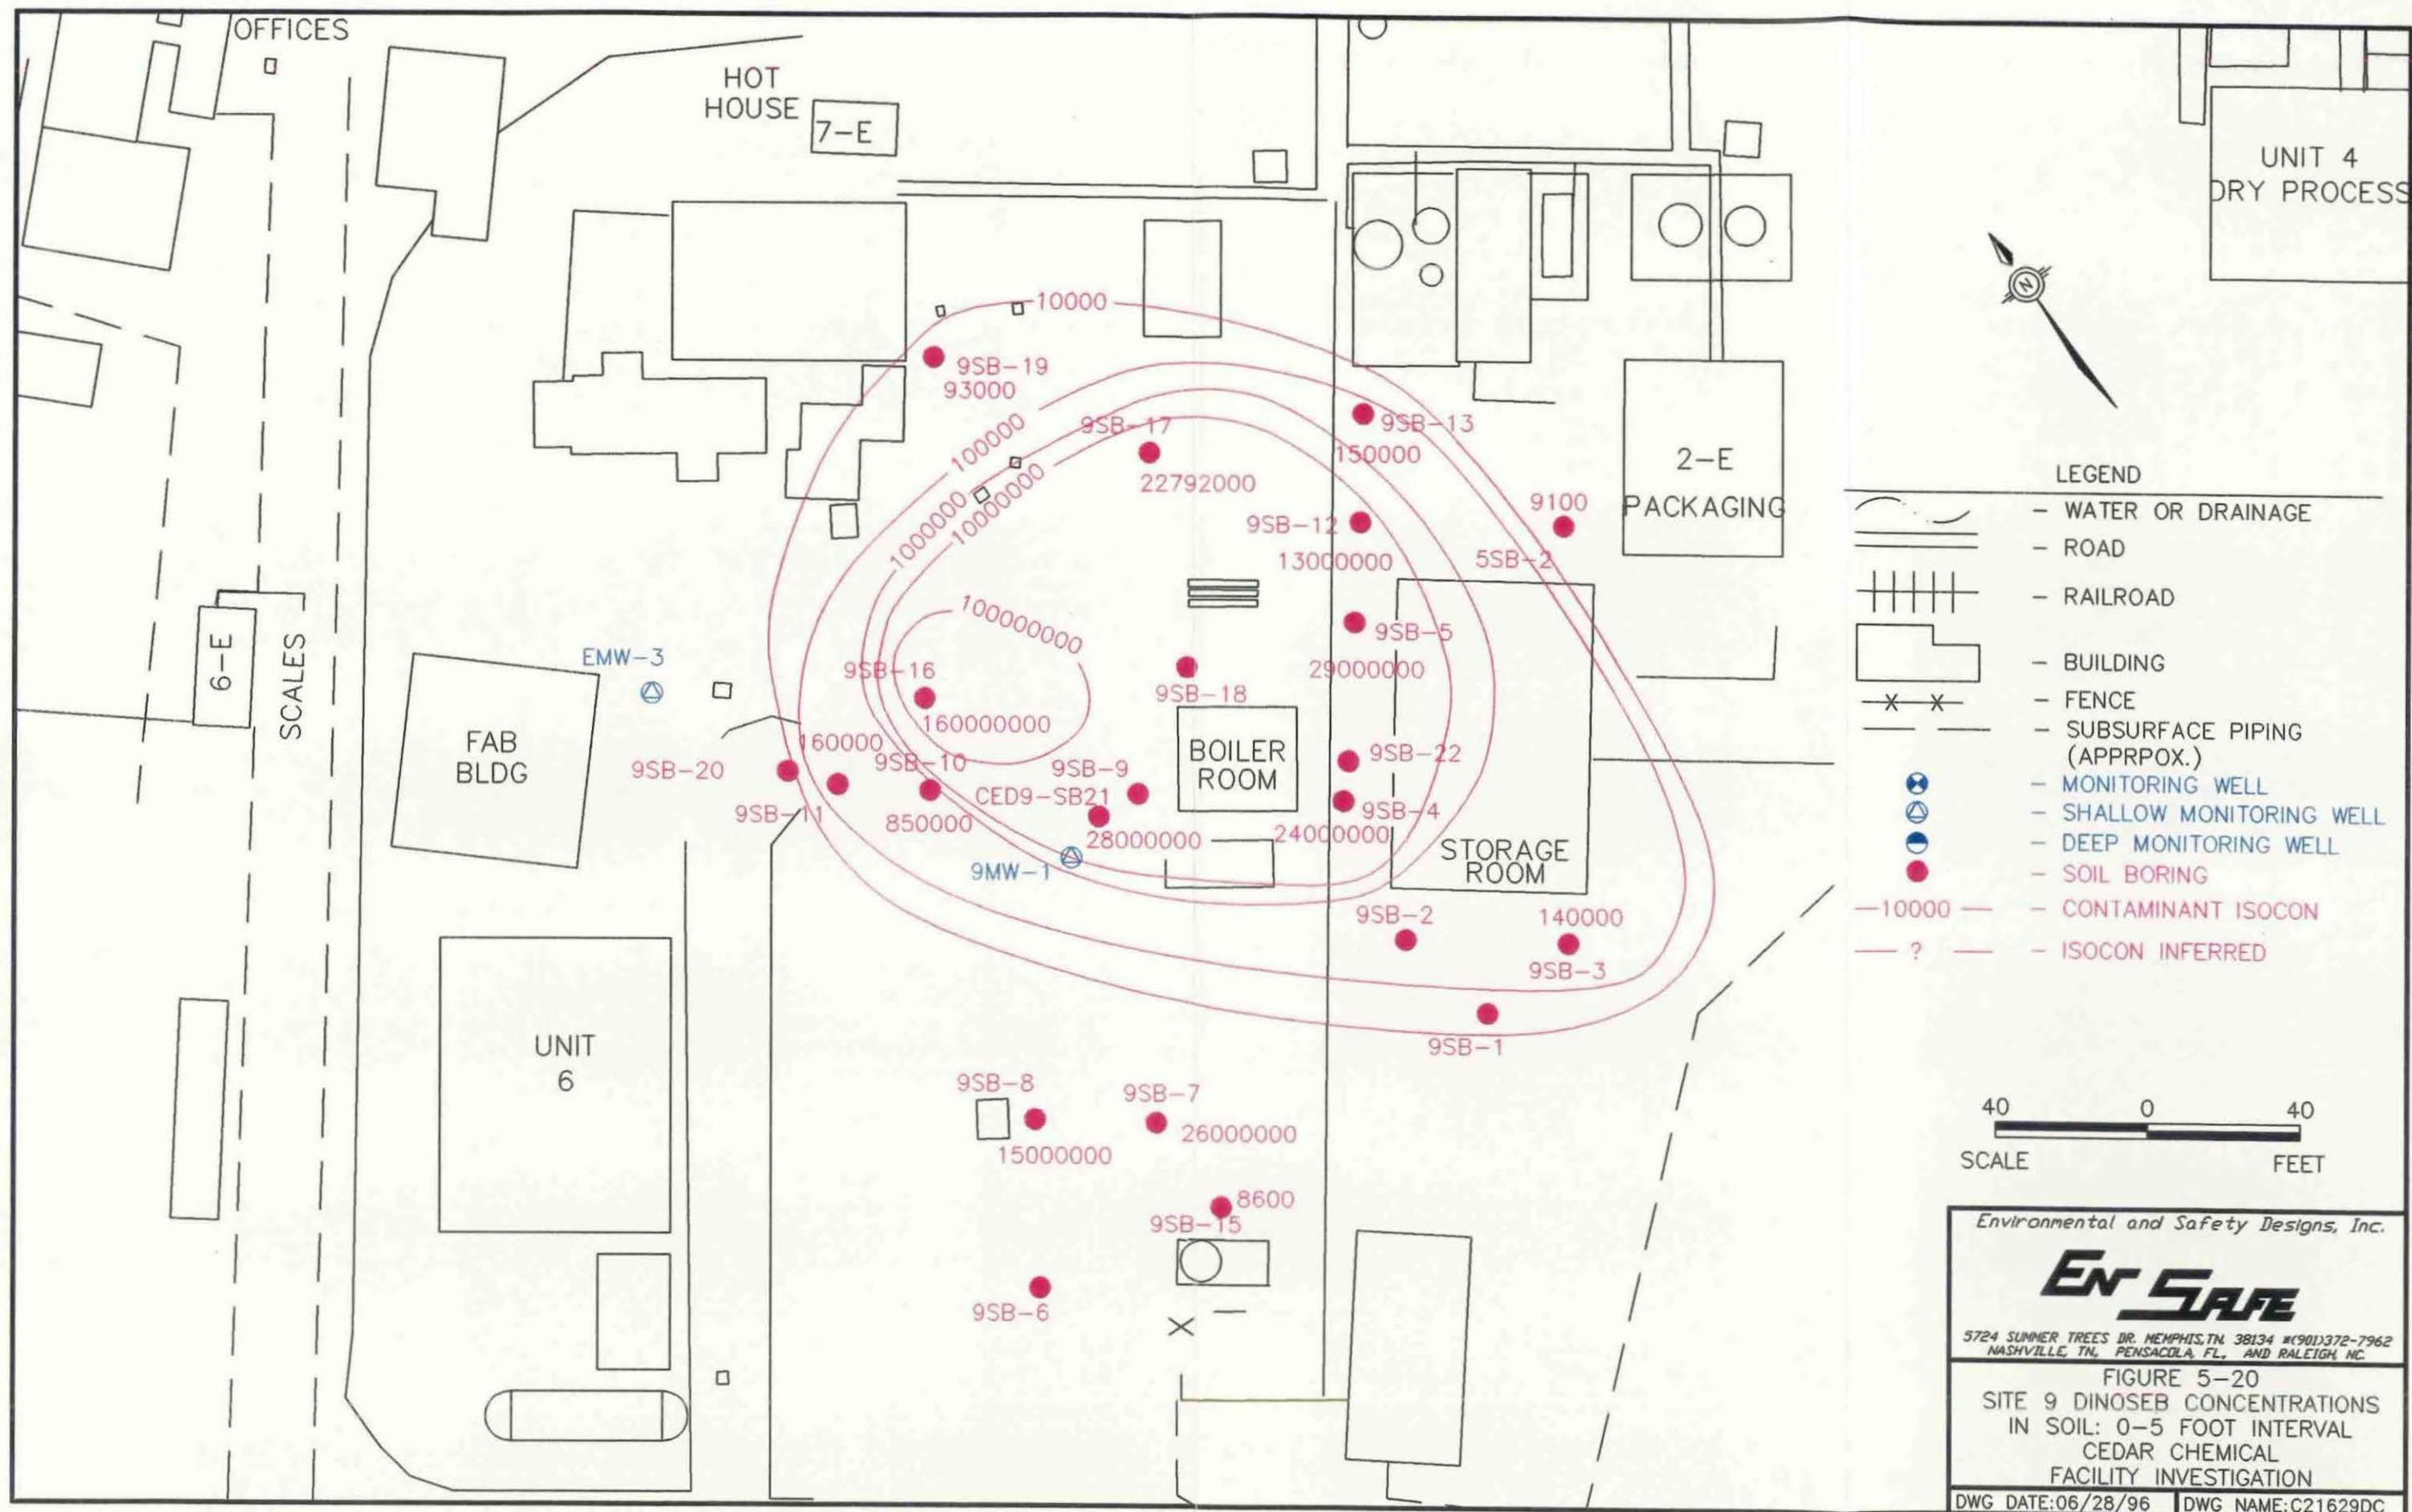 OFFICES
HOT
HOUSE
7-E
UNIT 4
DRY PROCESS
N
10000
9SB-19
93000
100000
9SB-17
22792000
9SB-13
150000
1000000
10000000
9SB-12
13000000
9100
5SB-2
2-E
PACKAGING
100000000
9SB-5
29000000
9SB-18
9SB-16
160000000
EMW-3
6-E
SCALES
FAB
BLDG
160000
9SB-20
9SB-11
9SB-10
850000
9SB-9
CED9-SB21
28000000
9MW-1
BOILER
ROOM
9SB-22
9SB-4
24000000
STORAGE
ROOM
9SB-2
140000
9SB-3
9SB-1
UNIT
6
9SB-8
15000000
9SB-7
26000000
8600
9SB-15
9SB-6
LEGEND
- WATER OR DRAINAGE
- ROAD
- RAILROAD
- BUILDING
- FENCE
- SUBSURFACE PIPING
(APPRPOX.)
- MONITORING WELL
- SHALLOW MONITORING WELL
- DEEP MONITORING WELL
- SOIL BORING
10000 - CONTAMINANT ISOCON
? - ISOCON INFERRED
40 0 40
SCALE FEET
Environmental and Safety Designs, Inc.
EN SAFE
5724 SUMMER TREES DR. MEMPHIS,TN. 38134 #(901)372-7962
NASHVILLE, TN., PENSACOLA, FL., AND RALEIGH, NC.
FIGURE 5-20
SITE 9 DINOSEB CONCENTRATIONS
IN SOIL: 0-5 FOOT INTERVAL
CEDAR CHEMICAL
FACILITY INVESTIGATION
DWG DATE:06/28/96 DWG NAME:C21629DC